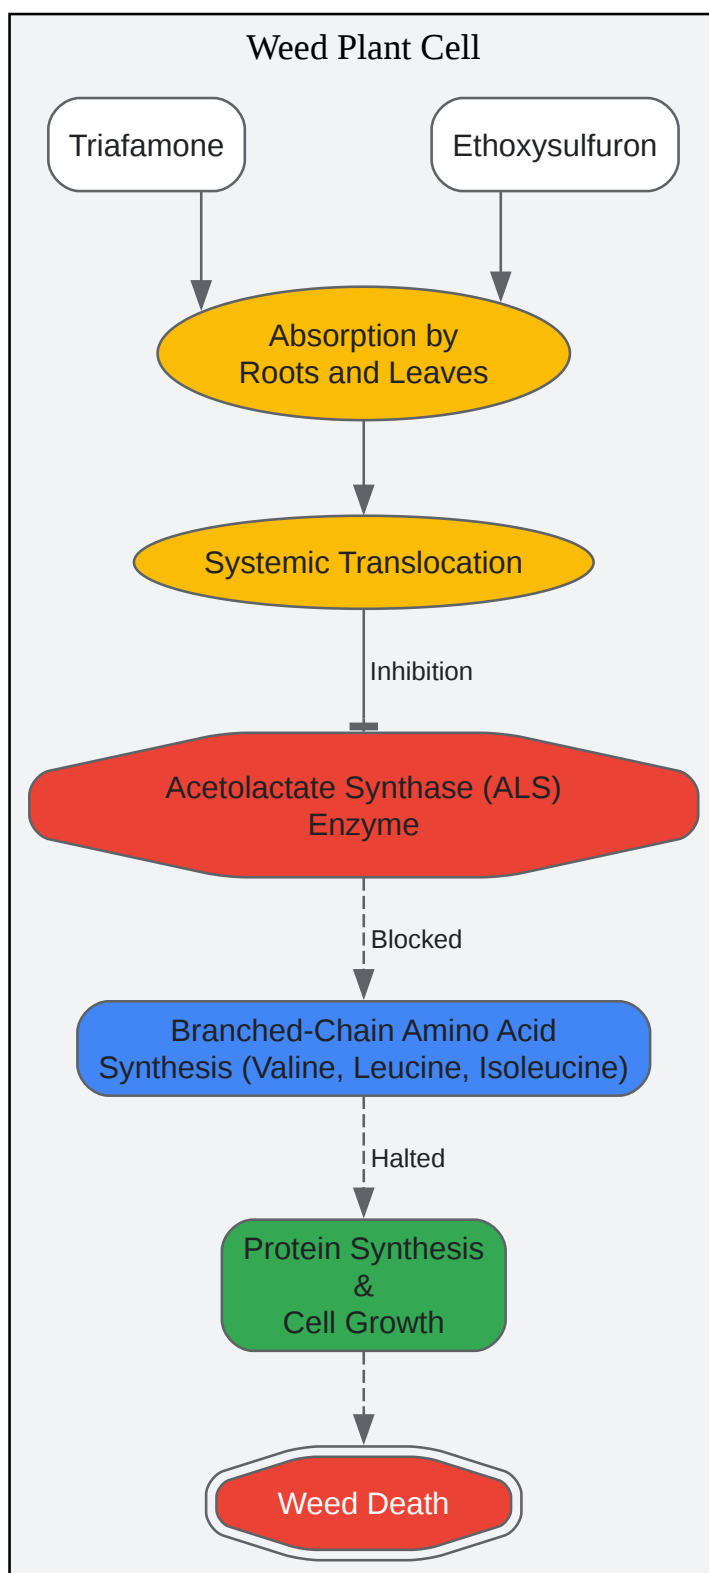 Weed Plant Cell
Triafamone
Ethoxysulfuron
Absorption by
Roots and Leaves
Systemic Translocation
Inhibition
Acetolactate Synthase (ALS)
Enzyme
Blocked
Branched-Chain Amino Acid
Synthesis (Valine, Leucine, Isoleucine)
Halted
Protein Synthesis
&
Cell Growth
Weed Death